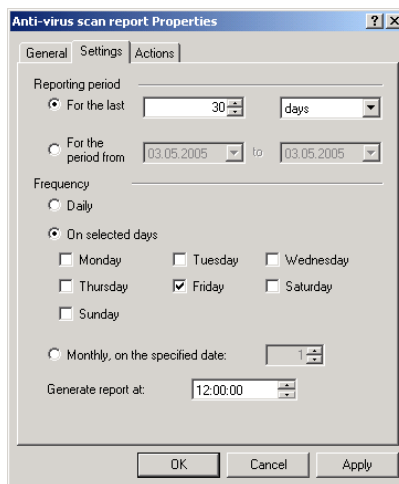 Anti-virus scan report Properties
General Settings Actions
Reporting period
For the last 30 days
For the
period from 03.05.2005 to 03.05.2005
Frequency
Daily
On selected days
Monday Tuesday Wednesday
Thursday Friday Saturday
Sunday
Monthly, on the specified date: 1
Generate report at: 12:00:00
OK Cancel Apply